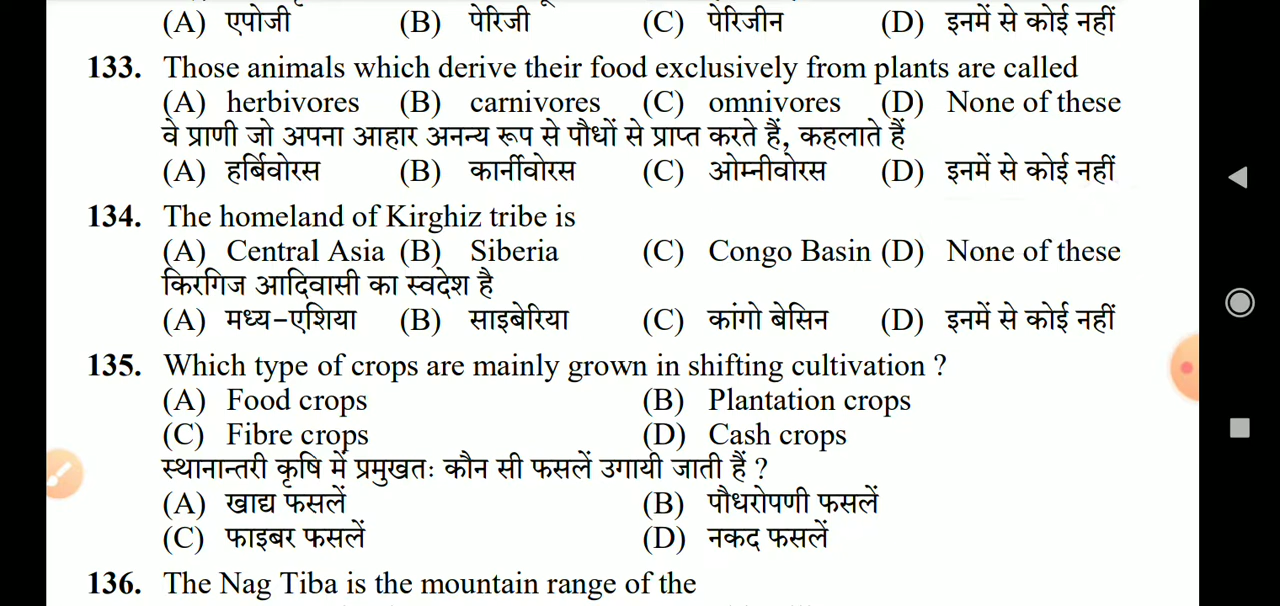 (A) एपोजी (B) पेरिजी (C) पेरिजीन (D) इनमें से कोई नहीं
133. Those animals which derive their food exclusively from plants are called
(A) herbivores (B) carnivores (C) omnivores (D) None of these
वे प्राणी जो अपना आहार अनन्य रूप से पौधों से प्राप्त करते हैं, कहलाते हैं
(A) हर्बिवोरस (B) कार्नीवोरस (C) ओम्नीवोरस (D) इनमें से कोई नहीं
134. The homeland of Kirghiz tribe is
(A) Central Asia (B) Siberia (C) Congo Basin (D) None of these
किरगिज आदिवासी का स्वदेश है
(A) मध्य-एशिया (B) साइबेरिया (C) कांगो बेसिन (D) इनमें से कोई नहीं
135. Which type of crops are mainly grown in shifting cultivation ?
(A) Food crops (B) Plantation crops
(C) Fibre crops (D) Cash crops
स्थानान्तरी कृषि में प्रमुखतः कौन सी फसलें उगायी जाती हैं ?
(A) खाद्य फसलें (B) पौधरोपणी फसलें
(C) फाइबर फसलें (D) नकद फसलें
136. The Nag Tiba is the mountain range of the